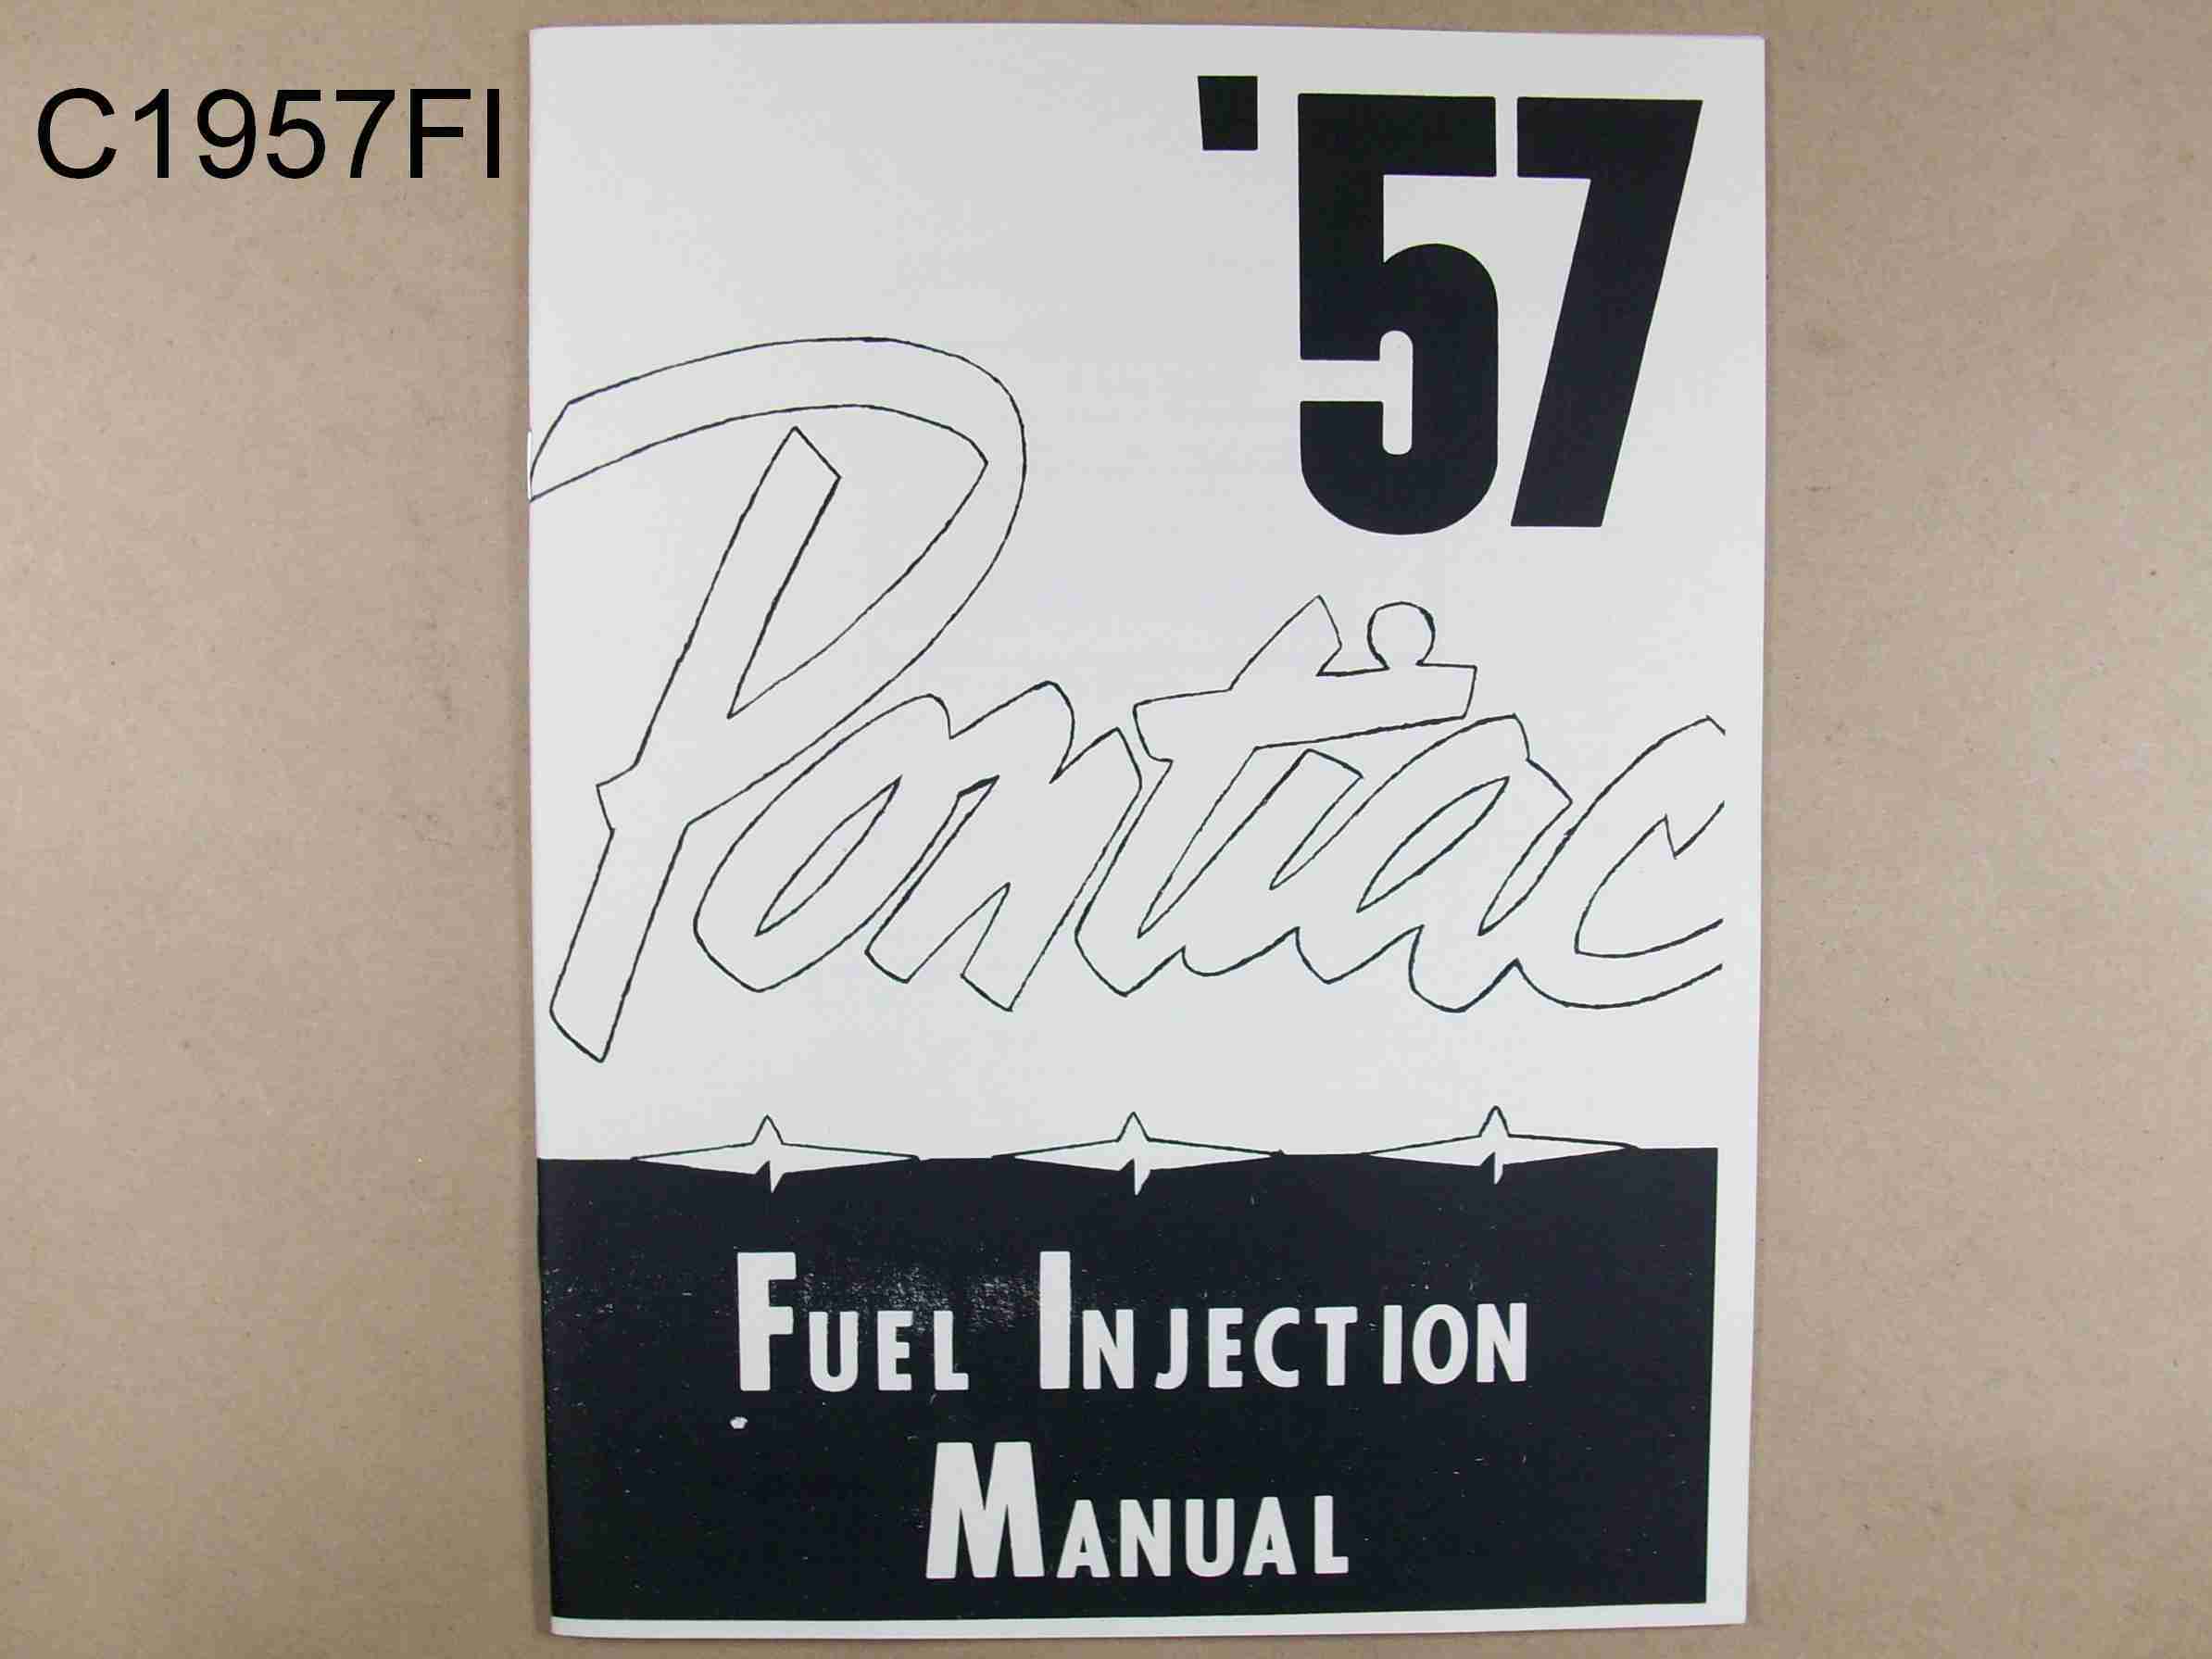 C1957FI
'57
Pontiac
FUEL INJECTION
MANUAL